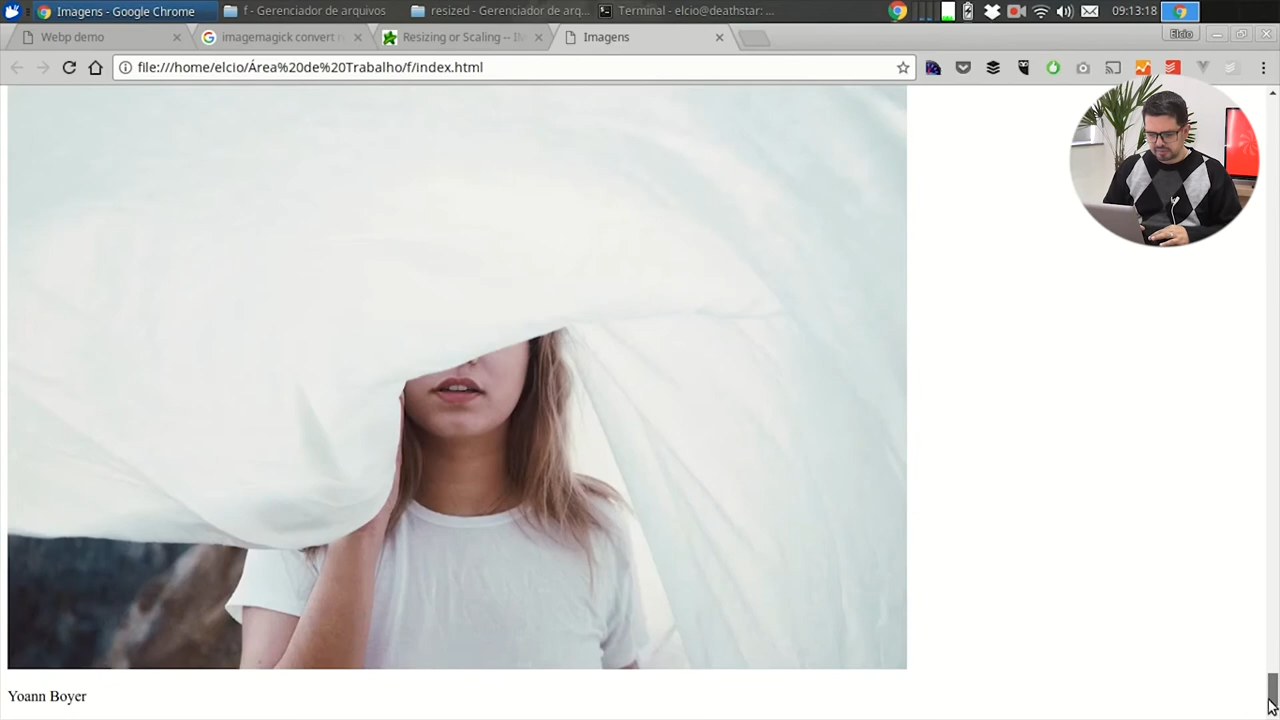 Imagens - Google Chrome
f - Gerenciador de arquivos
resized - Gerenciador de arq...
Terminal - elcio@deathstar: ...
09:13:18
Webp demo
imagemagick convert r
Resizing or Scaling -- IM
Imagens
Elcio
file:///home/elcio/Área%20de%20Trabalho/f/index.html
Yoann Boyer